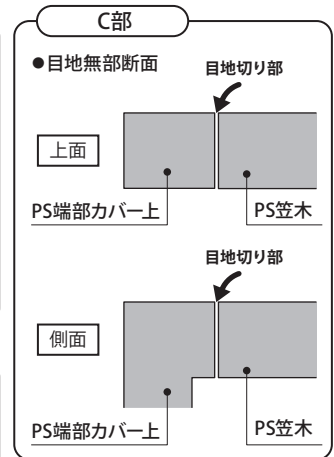 C部
●目地無部断面
目地切り部
上面
PS端部カバー上
PS笠木
目地切り部
側面
PS端部カバー上
PS笠木